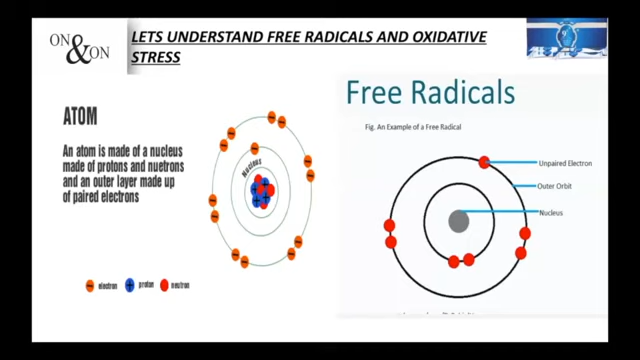 ON & ON
LETS UNDERSTAND FREE RADICALS AND OXIDATIVE
STRESS
ATOM
An atom is made of a nucleus
made of protons and nuetrons
and an outer layer made up
of paired electrons
Nucleus
electron
proton
neutron
Free Radicals
Fig. An Example of a Free Radical
Unpaired Electron
Outer Orbit
Nucleus